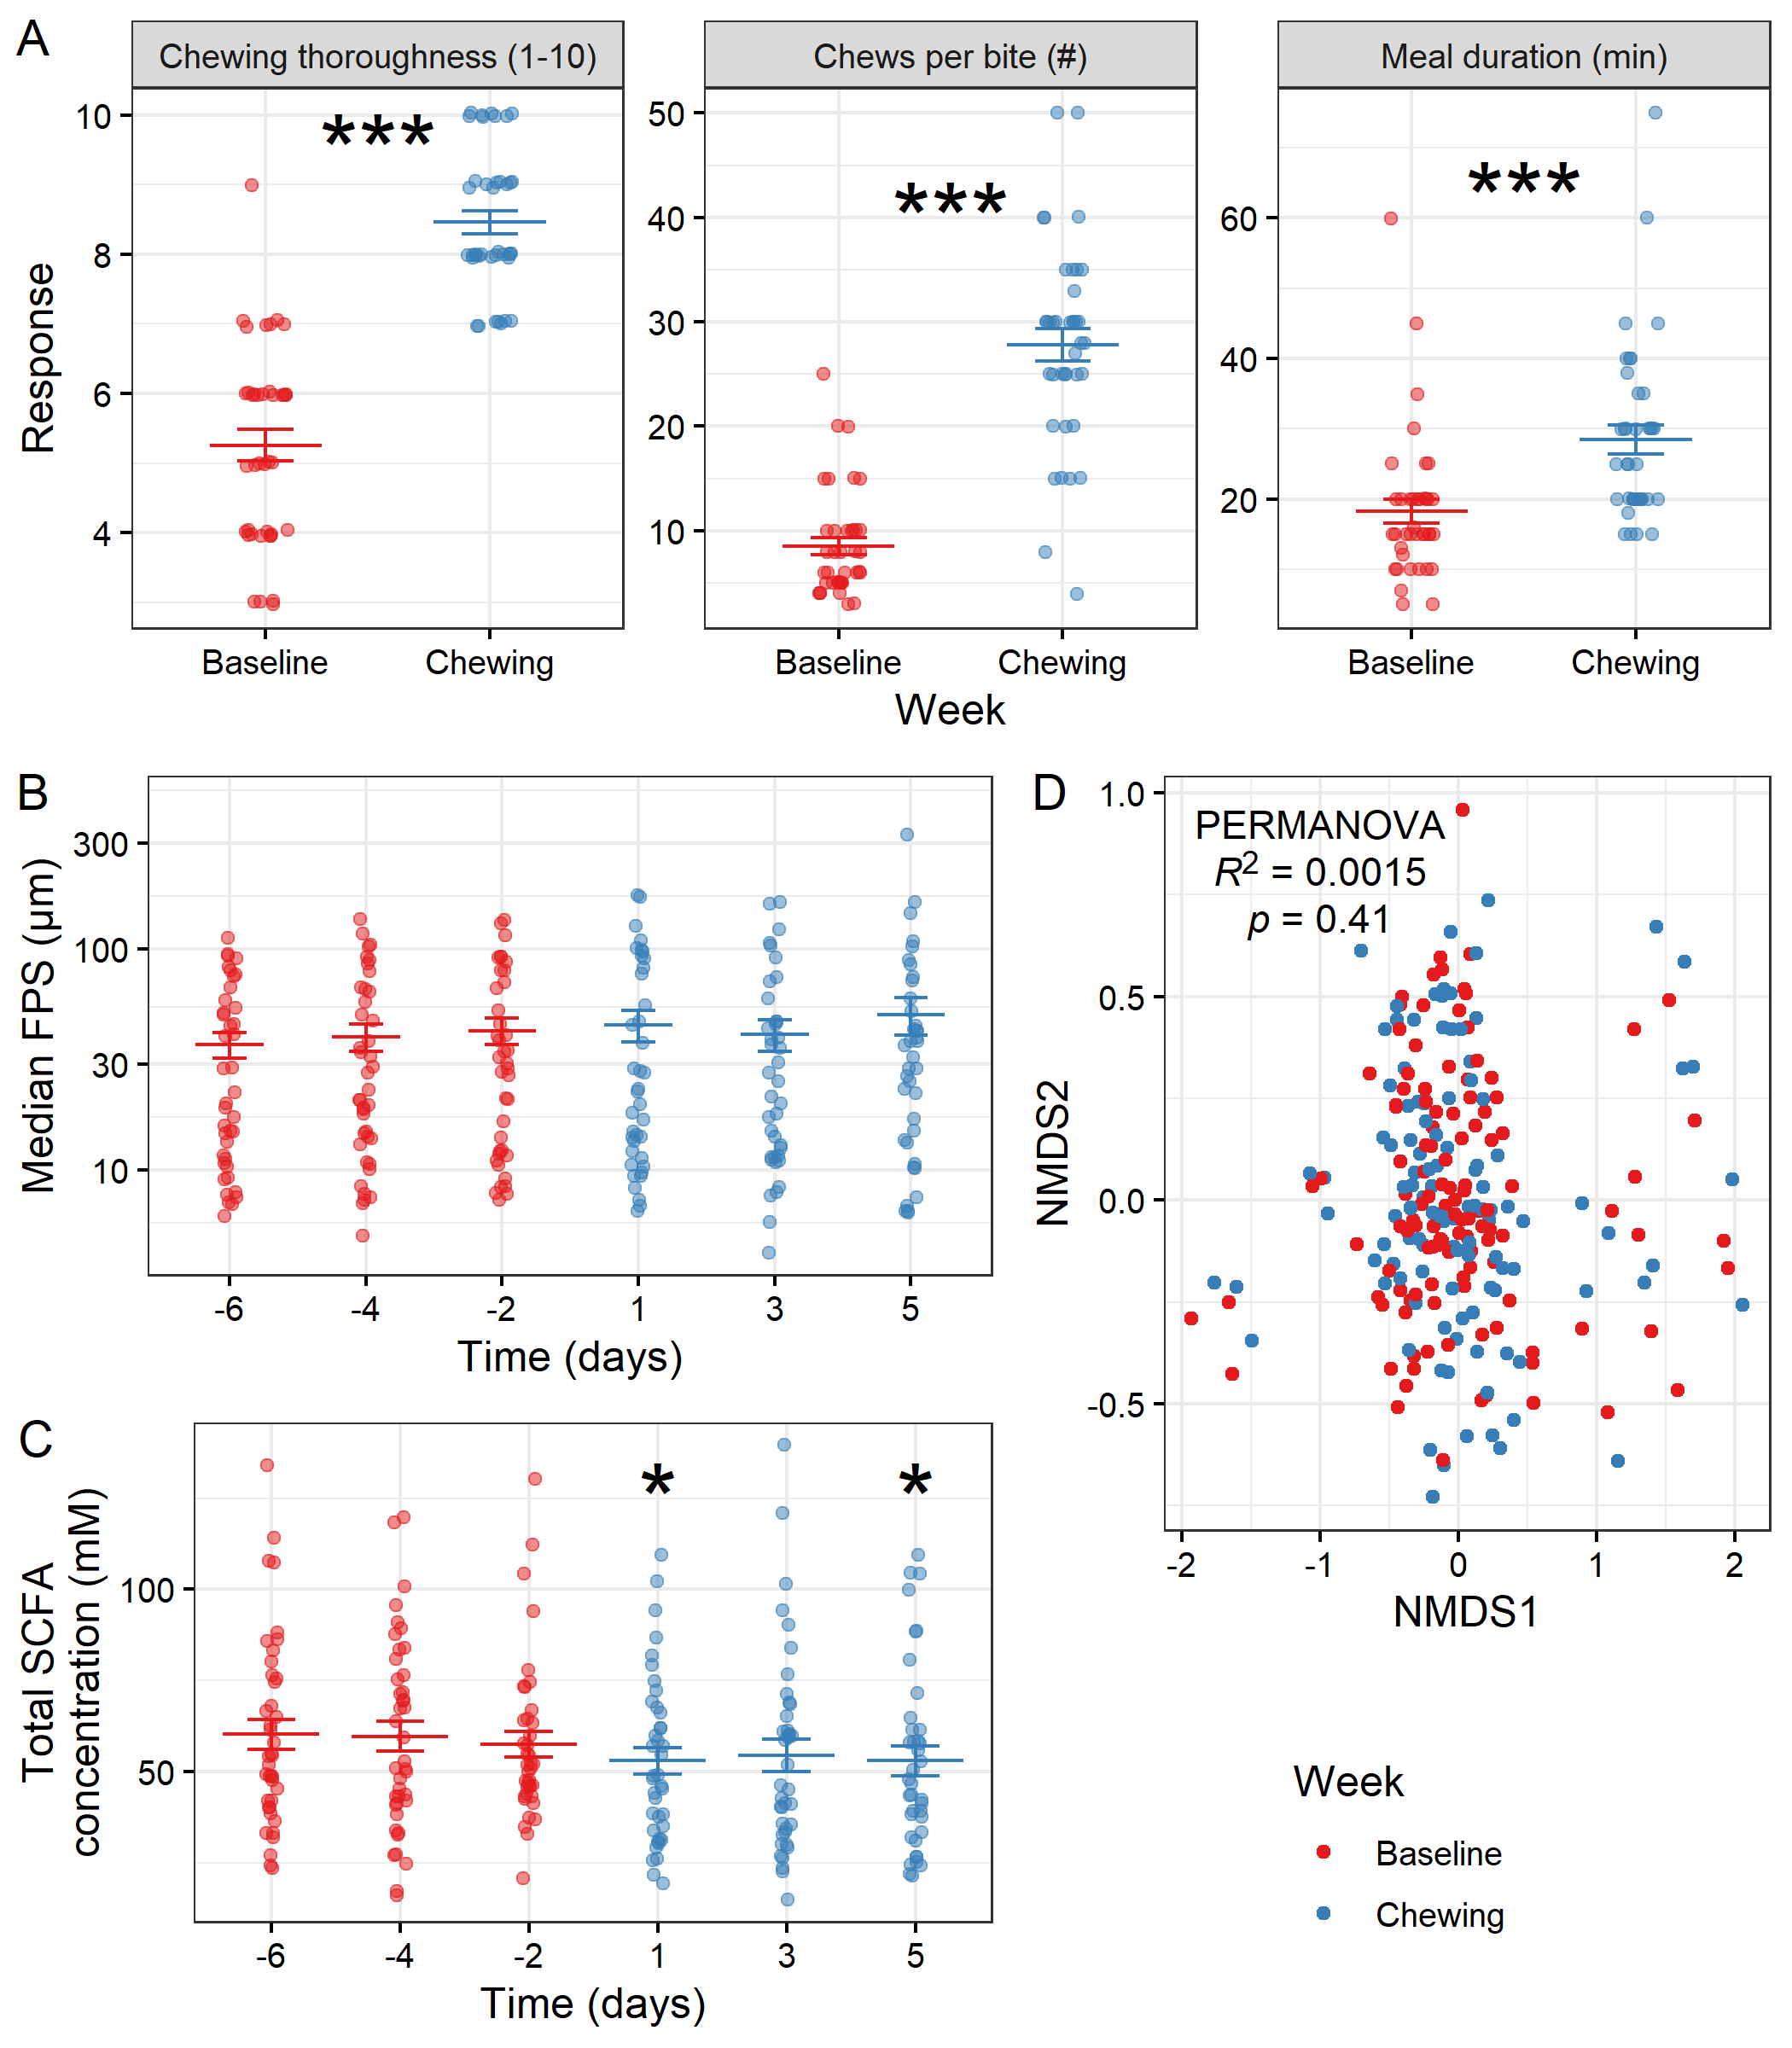 A
Chewing thoroughness (1-10)
Chews per bite (#)
Meal duration (min)
Response
10
8
6
4
***
50
40
30
20
10
***
60
40
20
***
Baseline
Chewing
Baseline
Chewing
Baseline
Chewing
Week
B
Median FPS (µm)
300
100
30
10
-6
-4
-2
1
3
5
Time (days)
D
NMDS2
1.0
0.5
0.0
-0.5
PERMANOVA
R² = 0.0015
p = 0.41
-2
-1
0
1
2
NMDS1
C
Total SCFA
concentration (mM)
100
50
*
*
-6
-4
-2
1
3
5
Time (days)
Week
Baseline
Chewing